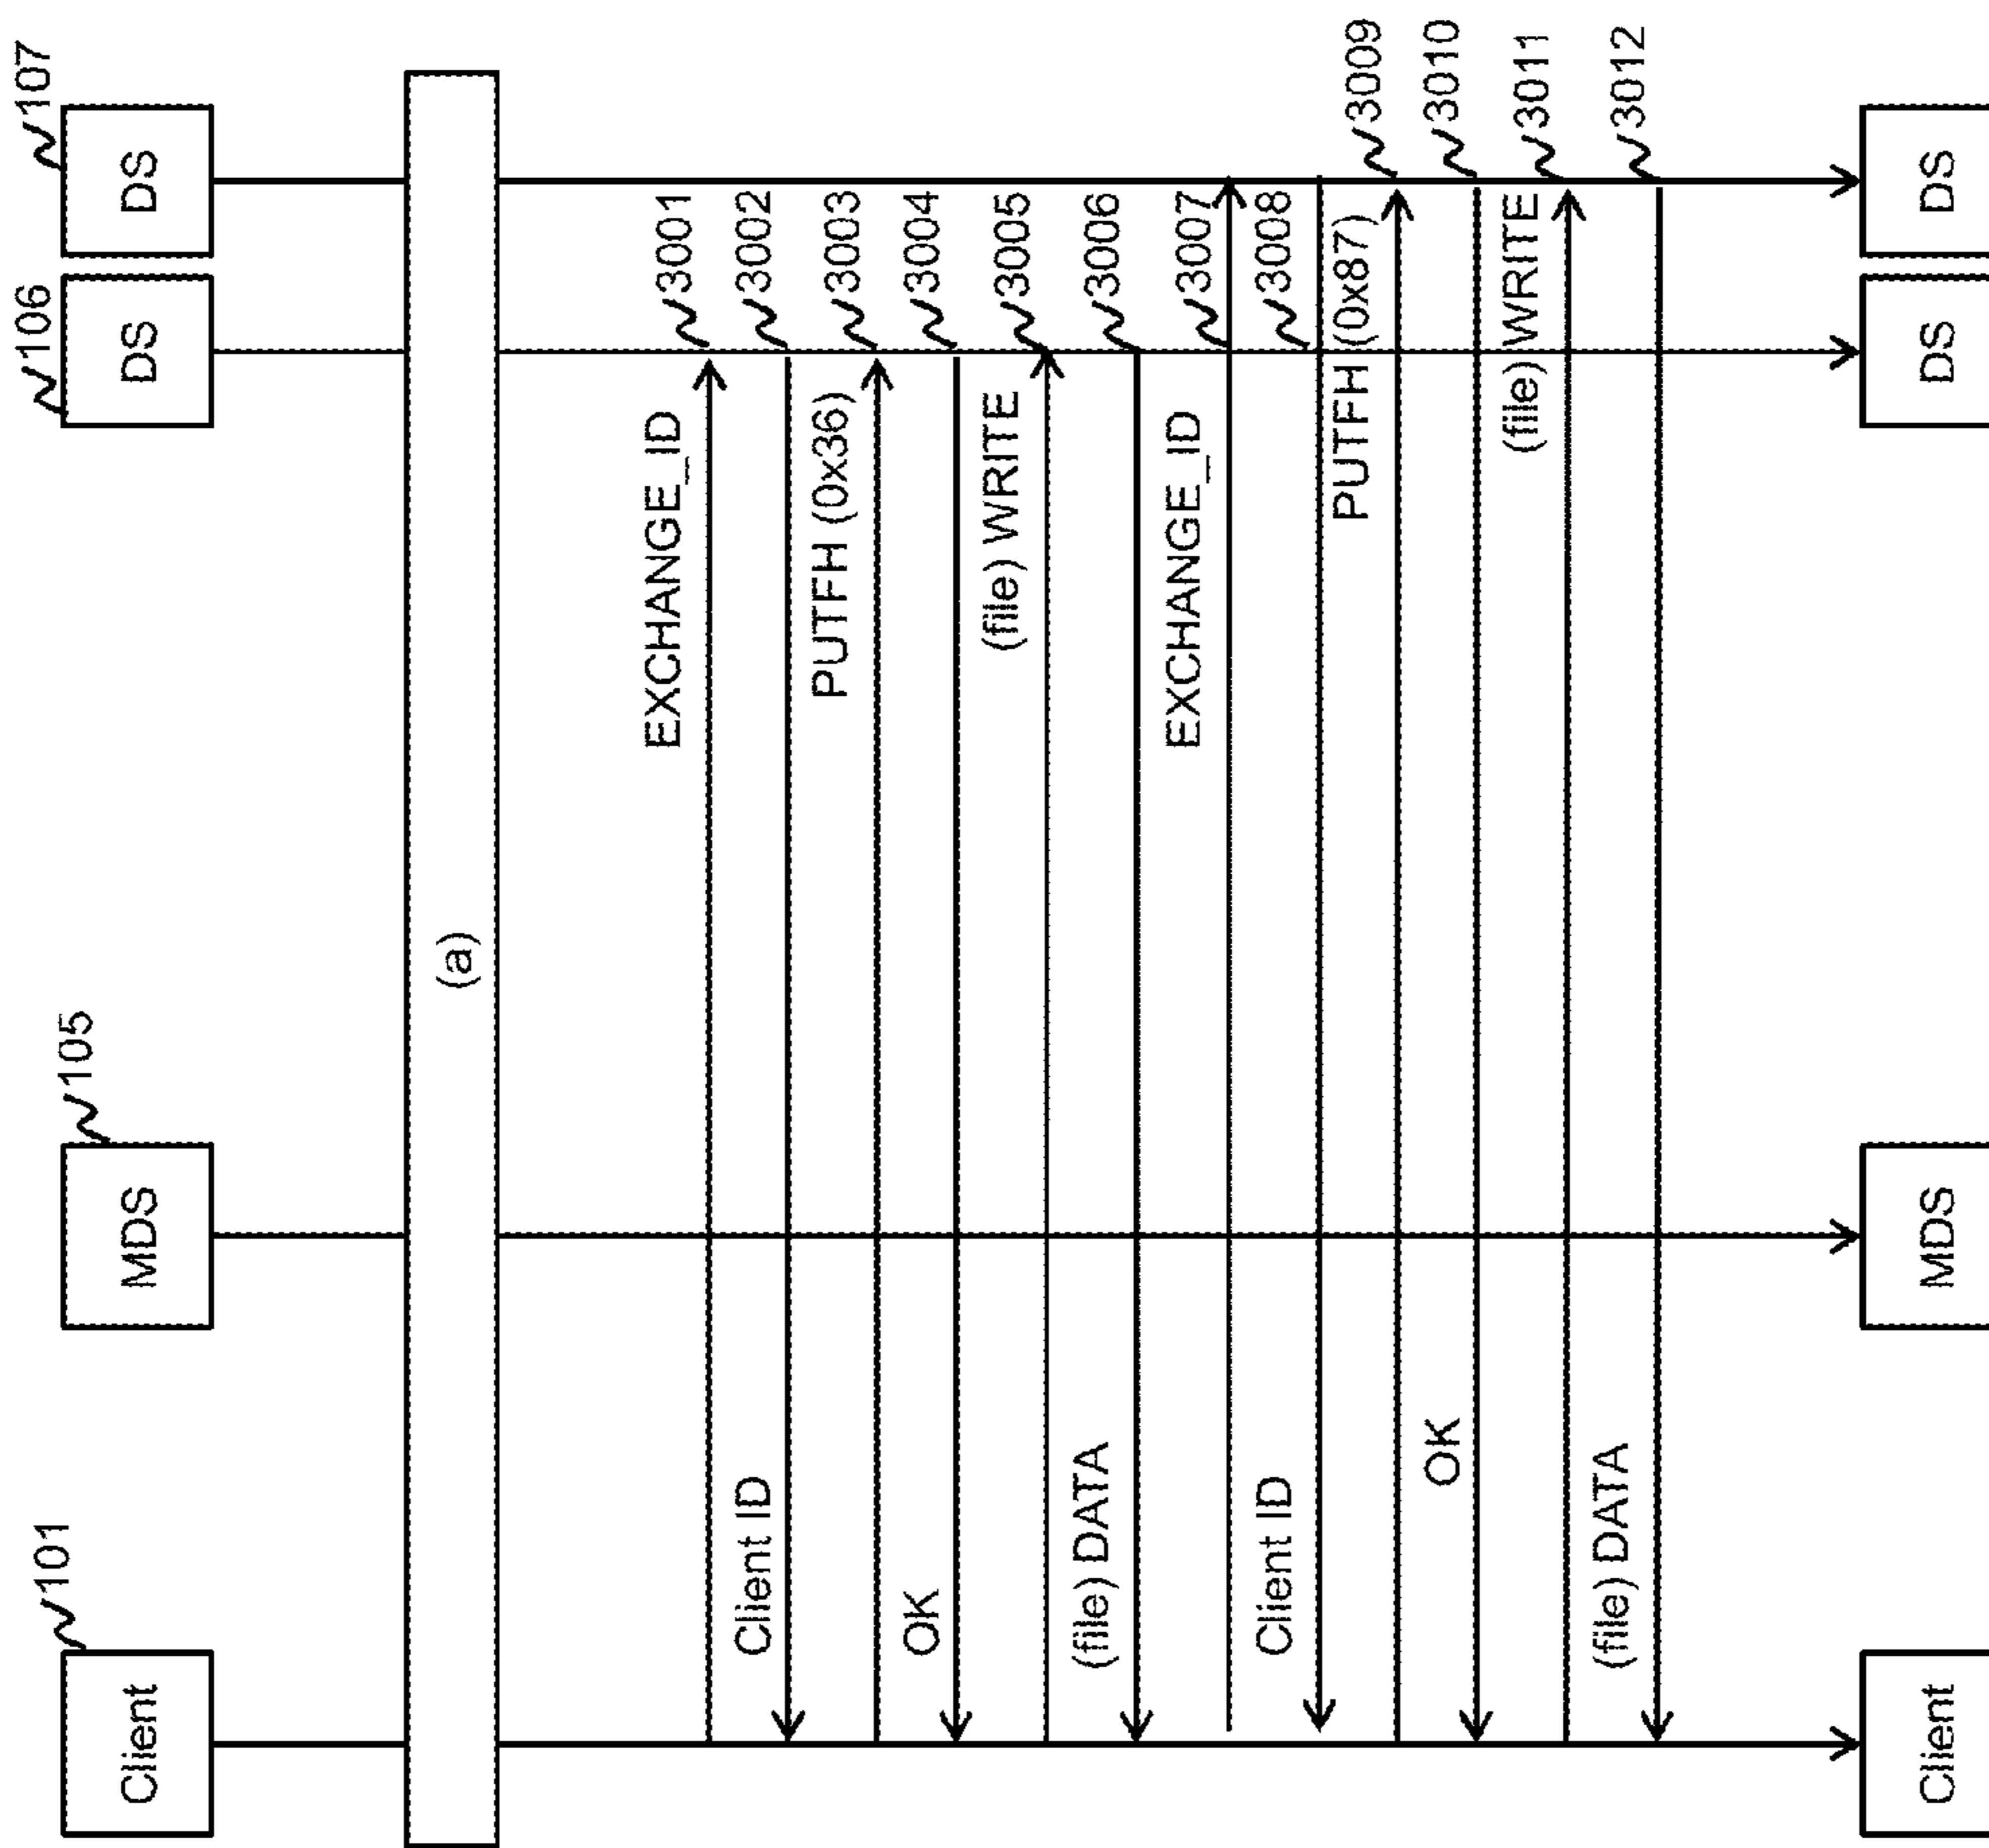 Client
101
MDS
105
DS
106
DS
107
(a)
EXCHANGE_ID
3001
Client ID
3002
PUTFH (0x36)
3003
OK
3004
(file) WRITE
3005
(file) DATA
3006
EXCHANGE_ID
3007
Client ID
3008
PUTFH (0x87)
3009
OK
3010
(file) WRITE
3011
(file) DATA
3012
Client
MDS
DS
DS